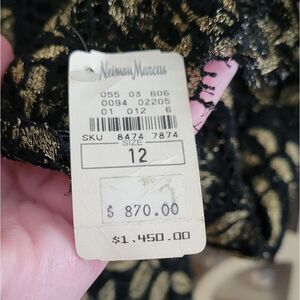 Neiman Marcus
055 03 606
0094 02205
01 012 6
SKU 8474 7874
SIZE
12
$ 870.00
$1,450.00